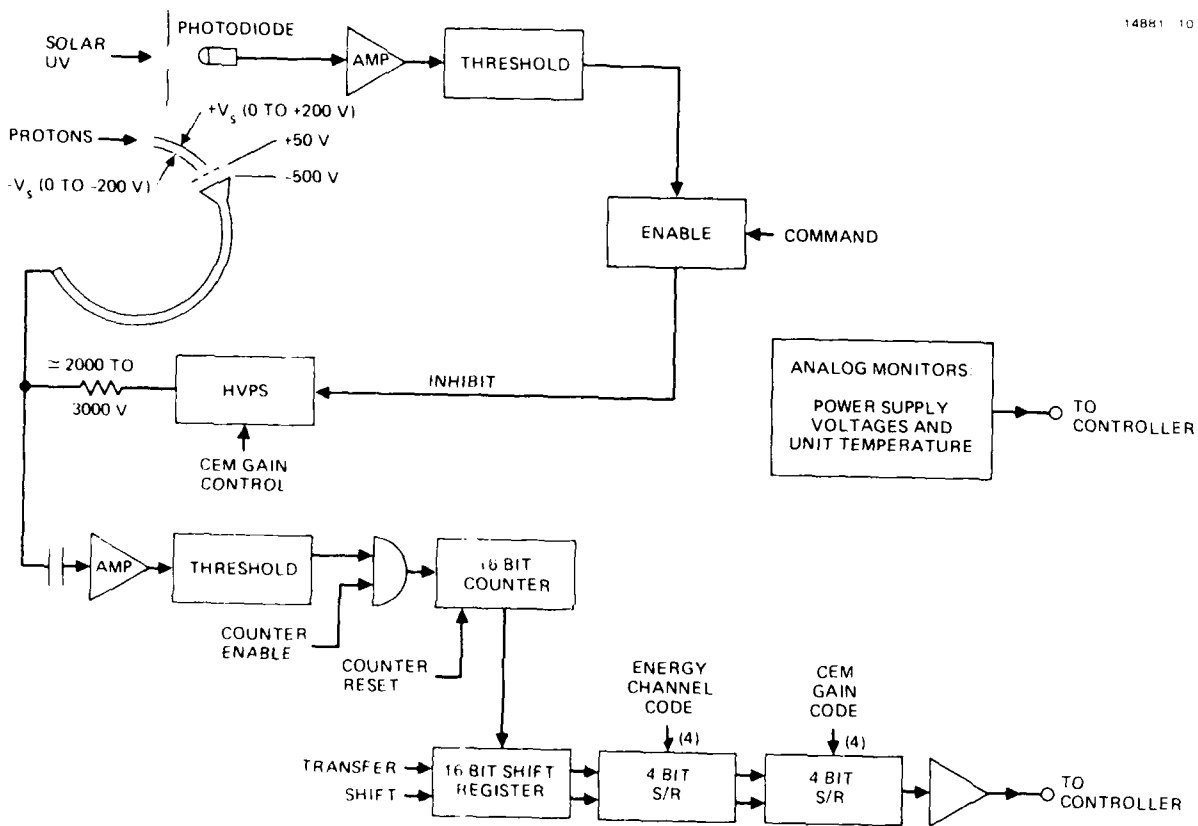 14881 10
SOLAR
UV
PHOTODIODE
AMP
THRESHOLD
+Vs (0 TO +200 V)
PROTONS
+50 V
-Vs (0 TO -200 V)
-500 V
ENABLE
COMMAND
≃ 2000 TO
3000 V
HVPS
INHIBIT
CEM GAIN
CONTROL
ANALOG MONITORS:
POWER SUPPLY
VOLTAGES AND
UNIT TEMPERATURE
TO
CONTROLLER
AMP
THRESHOLD
16 BIT
COUNTER
COUNTER
ENABLE
COUNTER
RESET
ENERGY
CHANNEL
CODE
(4)
CEM
GAIN
CODE
(4)
TRANSFER
SHIFT
16 BIT SHIFT
REGISTER
4 BIT
S/R
4 BIT
S/R
TO
CONTROLLER